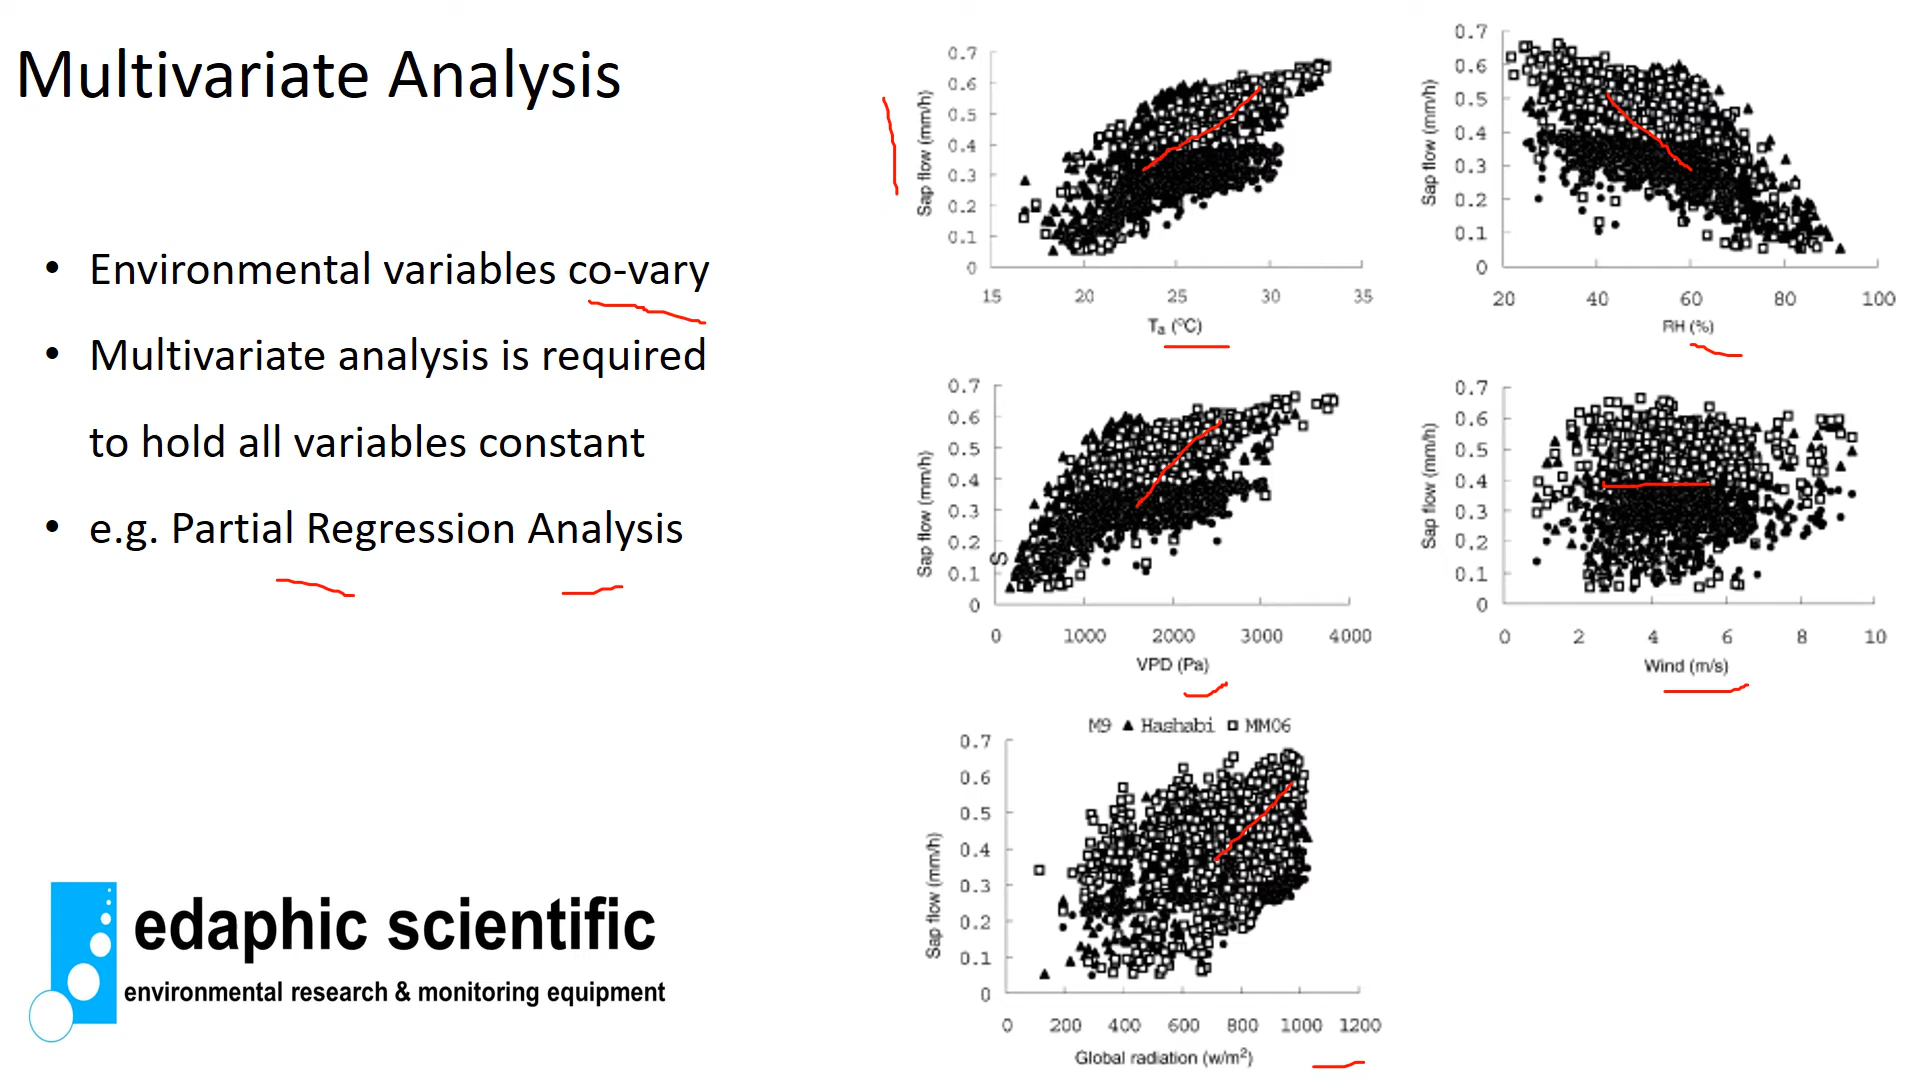 Multivariate Analysis
• Environmental variables co-vary
• Multivariate analysis is required
to hold all variables constant
• e.g. Partial Regression Analysis
edaphic scientific
environmental research & monitoring equipment
0.7
0.6
0.5
0.4
0.3
0.2
0.1
0
Sap flow (mm/h)
15 20 25 30 35
Ta (ºC)
0.7
0.6
0.5
0.4
0.3
0.2
0.1
0
Sap flow (mm/h)
20 40 60 80 100
RH (%)
0.7
0.6
0.5
0.4
0.3
0.2
0.1
0
Sap flow (mm/h)
S
0 1000 2000 3000 4000
VPD (Pa)
0.7
0.6
0.5
0.4
0.3
0.2
0.1
0
Sap flow (mm/h)
0 2 4 6 8 10
Wind (m/s)
M9 ▲ Hashabi □ MM06
0.7
0.6
0.5
0.4
0.3
0.2
0.1
0
Sap flow (mm/h)
0 200 400 600 800 1000 1200
Global radiation (w/m²)